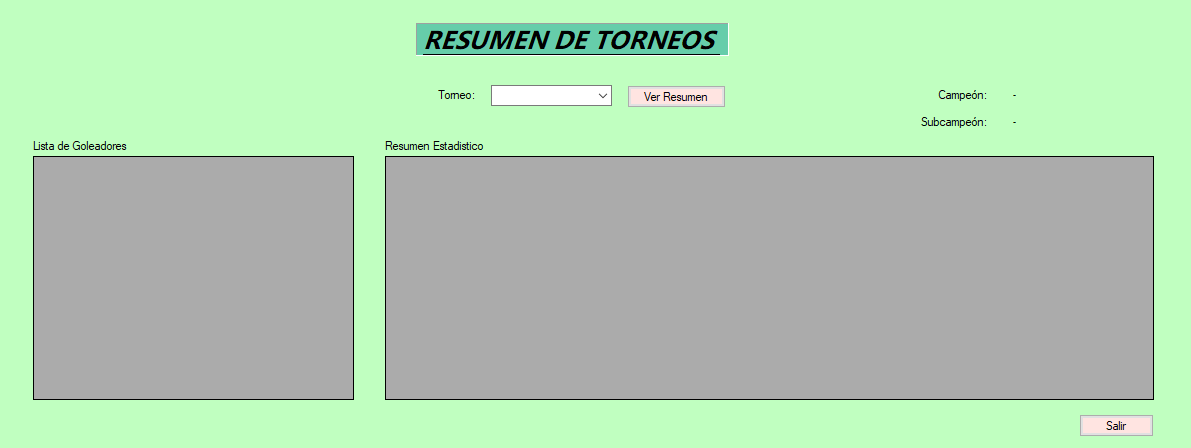 RESUMEN DE TORNEOS
Torneo: Ver Resumen Campeón: -
Subcampeón: -
Lista de Goleadores Resumen Estadistico
Salir